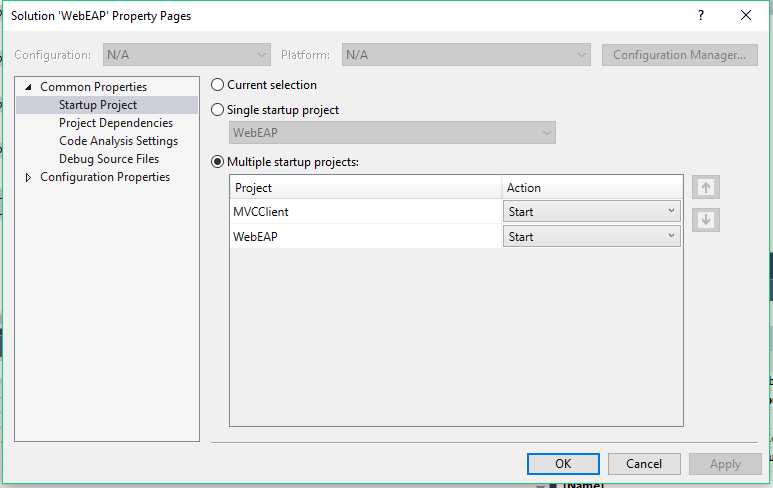 Solution 'WebEAP' Property Pages
?
Configuration: N/A Platform: N/A Configuration Manager...
Common Properties
Startup Project
Project Dependencies
Code Analysis Settings
Debug Source Files
Configuration Properties
Current selection
Single startup project
WebEAP
Multiple startup projects:
Project Action
MVCClient Start
WebEAP Start
OK Cancel Apply
[Name]